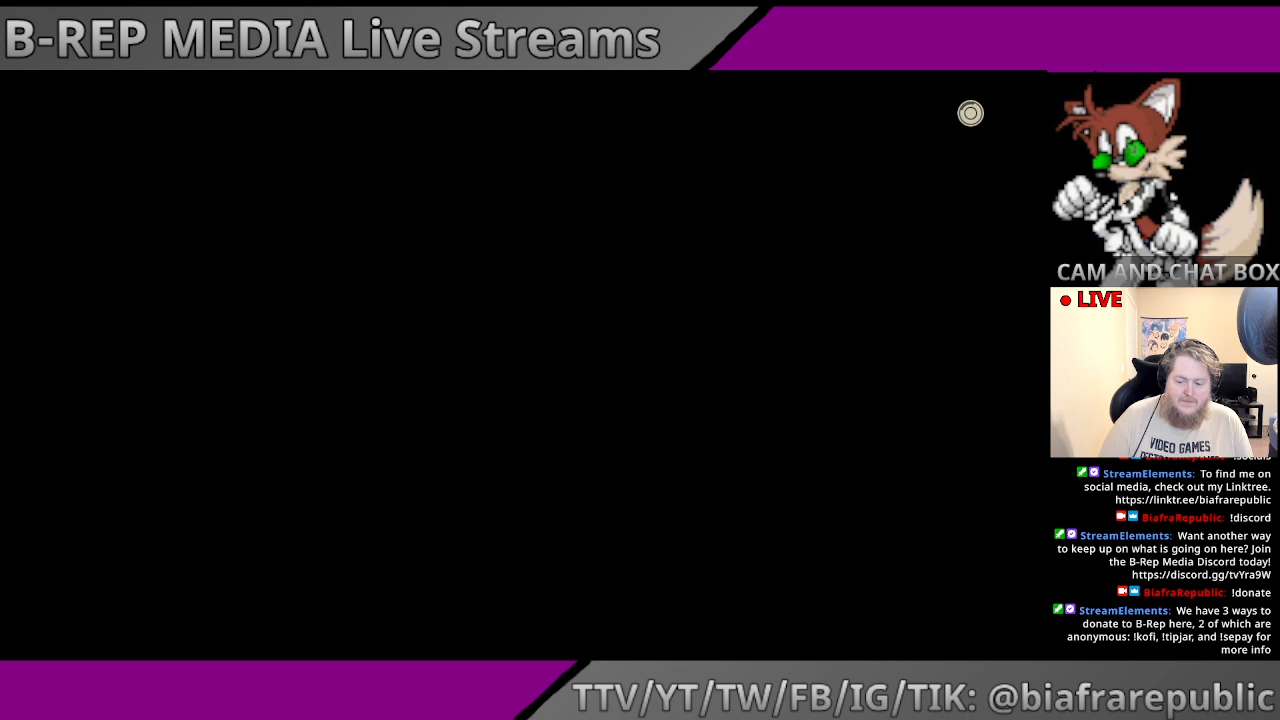 B-REP MEDIA Live Streams
CAM AND CHAT BOX
LIVE
VIDEO GAMES
StreamElements: To find me on
social media, check out my Linktree.
https://linktr.ee/biafrarepublic
BiafraRepublic: !discord
StreamElements: Want another way
to keep up on what is going on here? Join
the B-Rep Media Discord today!
https://discord.gg/tvYra9W
BiafraRepublic: !donate
StreamElements: We have 3 ways to
donate to B-Rep here, 2 of which are
anonymous: !kofi, !tipjar, and !sepay for
more info
TTV/YT/TW/FB/IG/TIK: @biafrarepublic